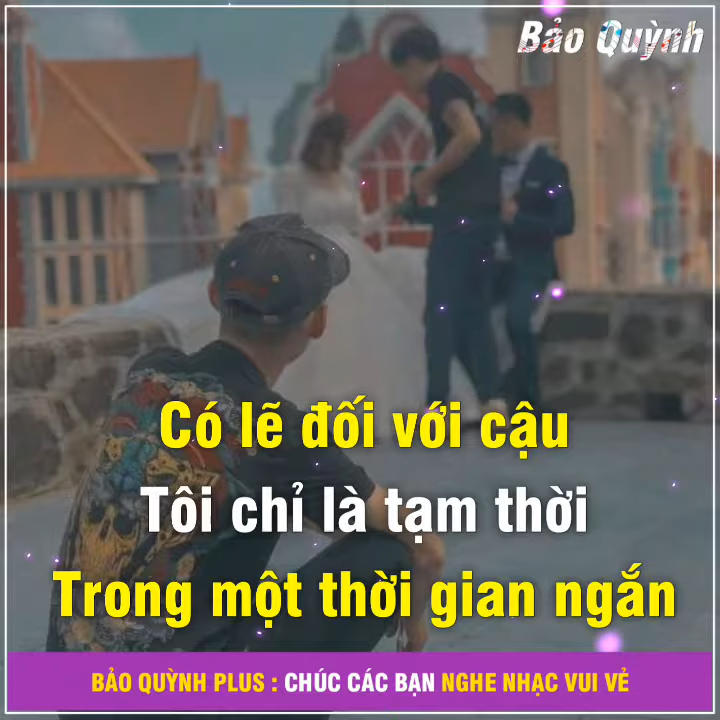 Bảo Quỳnh
Có lẽ đối với cậu
Tôi chỉ là tạm thời
Trong một thời gian ngắn
BẢO QUỲNH PLUS : CHÚC CÁC BẠN NGHE NHẠC VUI VẺ